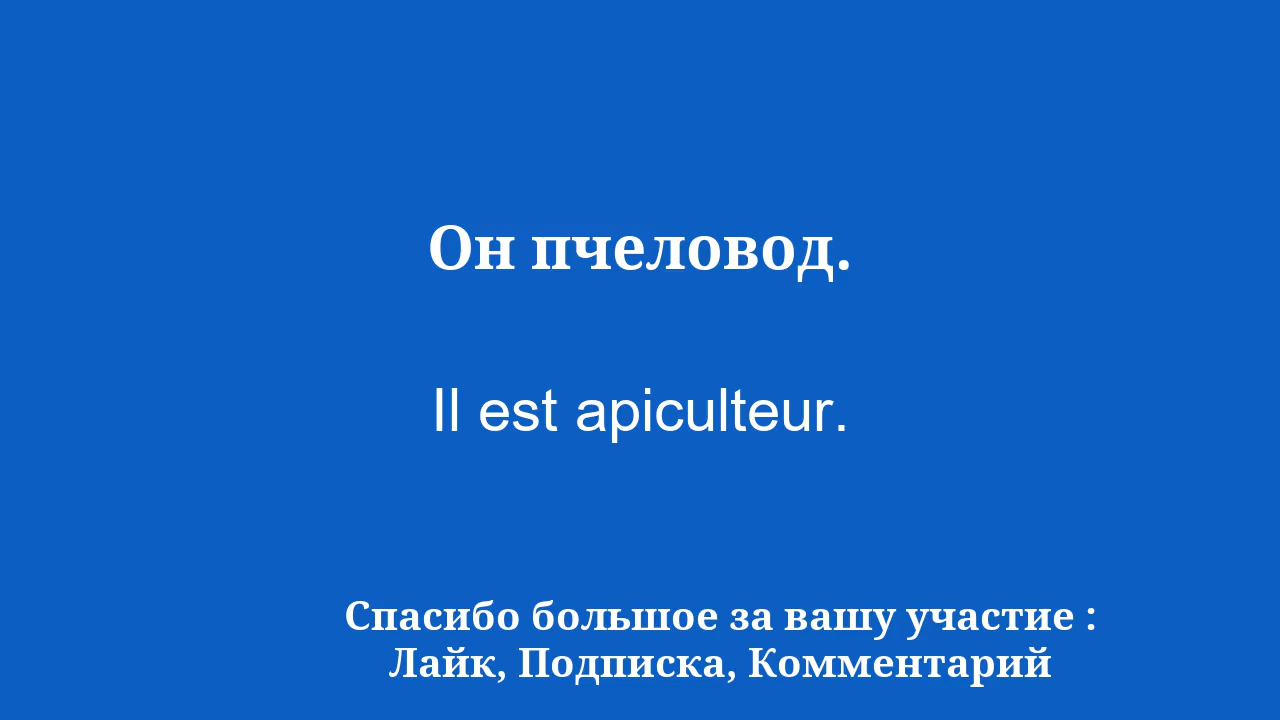 Он пчеловод.
Il est apiculteur.
Спасибо большое за вашу участие :
Лайк, Подписка, Комментарий